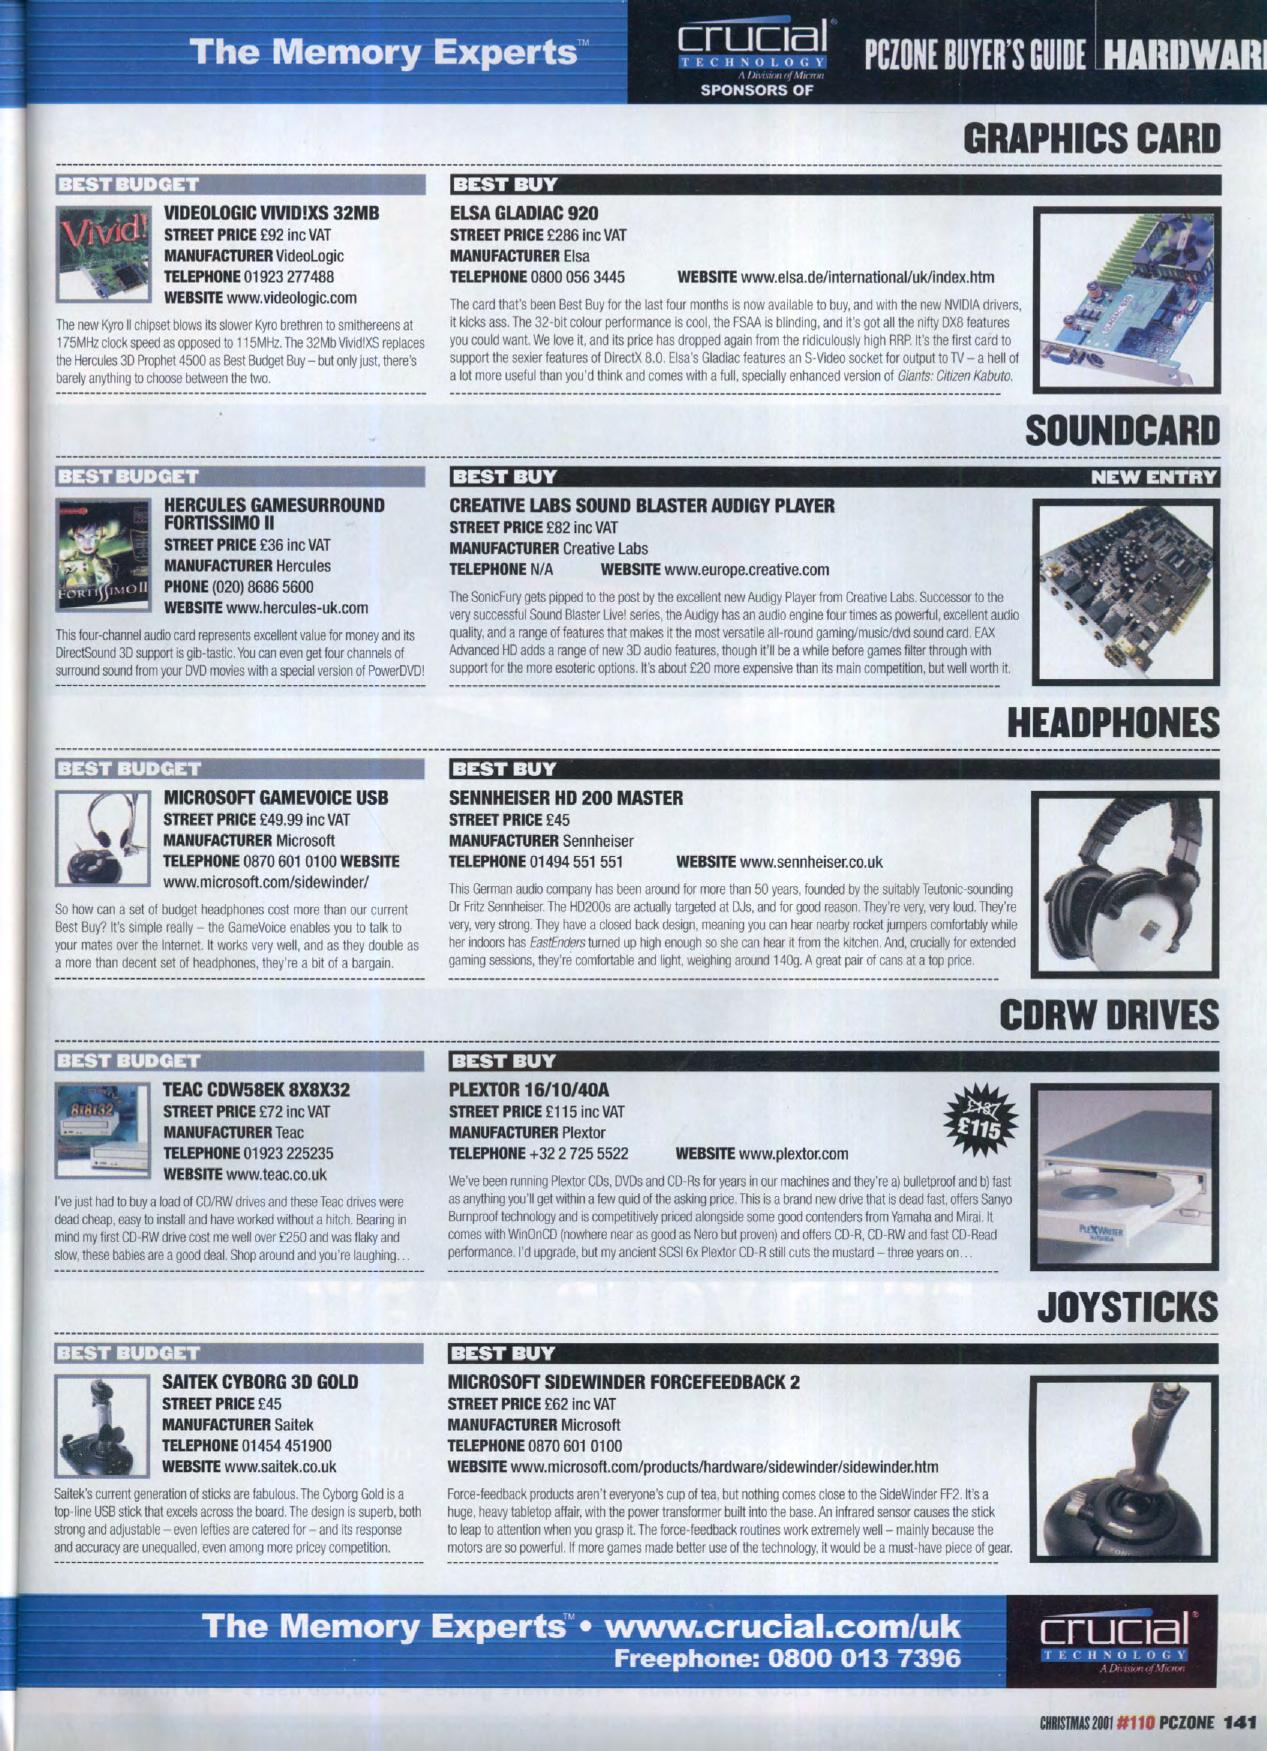 The Memory Experts™
crucial®
TECHNOLOGY
A Division of Micron
SPONSORS OF
PCZONE BUYER'S GUIDE HARDWAR
GRAPHICS CARD
BEST BUDGET
Vivid!
VIDEOLOGIC VIVID!XS 32MB
STREET PRICE £92 inc VAT
MANUFACTURER VideoLogic
TELEPHONE 01923 277488
WEBSITE www.videologic.com
The new Kyro II chipset blows its slower Kyro brethren to smithereens at
175MHz clock speed as opposed to 115MHz. The 32Mb Vivid!XS replaces
the Hercules 3D Prophet 4500 as Best Budget Buy – but only just, there's
barely anything to choose between the two.
BEST BUY
ELSA GLADIAC 920
STREET PRICE £286 inc VAT
MANUFACTURER Elsa
TELEPHONE 0800 056 3445 WEBSITE www.elsa.de/international/uk/index.htm
The card that's been Best Buy for the last four months is now available to buy, and with the new NVIDIA drivers,
it kicks ass. The 32-bit colour performance is cool, the FSAA is blinding, and it's got all the nifty DX8 features
you could want. We love it, and its price has dropped again from the ridiculously high RRP. It's the first card to
support the sexier features of DirectX 8.0. Elsa's Gladiac features an S-Video socket for output to TV – a hell of
a lot more useful than you'd think and comes with a full, specially enhanced version of Giants: Citizen Kabuto.
SOUNDCARD
BEST BUDGET
FORTISSIMO II
HERCULES GAMESURROUND
FORTISSIMO II
STREET PRICE £36 inc VAT
MANUFACTURER Hercules
PHONE (020) 8686 5600
WEBSITE www.hercules-uk.com
This four-channel audio card represents excellent value for money and its
DirectSound 3D support is gib-tastic. You can even get four channels of
surround sound from your DVD movies with a special version of PowerDVD!
BEST BUY NEW ENTRY
CREATIVE LABS SOUND BLASTER AUDIGY PLAYER
STREET PRICE £82 inc VAT
MANUFACTURER Creative Labs
TELEPHONE N/A WEBSITE www.europe.creative.com
The SonicFury gets pipped to the post by the excellent new Audigy Player from Creative Labs. Successor to the
very successful Sound Blaster Live! series, the Audigy has an audio engine four times as powerful, excellent audio
quality, and a range of features that makes it the most versatile all-round gaming/music/dvd sound card. EAX
Advanced HD adds a range of new 3D audio features, though it'll be a while before games filter through with
support for the more esoteric options. It's about £20 more expensive than its main competition, but well worth it.
HEADPHONES
BEST BUDGET
MICROSOFT GAMEVOICE USB
STREET PRICE £49.99 inc VAT
MANUFACTURER Microsoft
TELEPHONE 0870 601 0100 WEBSITE
www.microsoft.com/sidewinder/
So how can a set of budget headphones cost more than our current
Best Buy? It's simple really – the GameVoice enables you to talk to
your mates over the Internet. It works very well, and as they double as
a more than decent set of headphones, they're a bit of a bargain.
BEST BUY
SENNHEISER HD 200 MASTER
STREET PRICE £45
MANUFACTURER Sennheiser
TELEPHONE 01494 551 551 WEBSITE www.sennheiser.co.uk
This German audio company has been around for more than 50 years, founded by the suitably Teutonic-sounding
Dr Fritz Sennheiser. The HD200s are actually targeted at DJs, and for good reason. They're very, very loud. They're
very, very strong. They have a closed back design, meaning you can hear nearby rocket jumpers comfortably while
her indoors has EastEnders turned up high enough so she can hear it from the kitchen. And, crucially for extended
gaming sessions, they're comfortable and light, weighing around 140g. A great pair of cans at a top price.
CDRW DRIVES
BEST BUDGET
8x8x32
TEAC CDW58EK 8X8X32
STREET PRICE £72 inc VAT
MANUFACTURER Teac
TELEPHONE 01923 225235
WEBSITE www.teac.co.uk
I've just had to buy a load of CD/RW drives and these Teac drives were
dead cheap, easy to install and have worked without a hitch. Bearing in
mind my first CD-RW drive cost me well over £250 and was flaky and
slow, these babies are a good deal. Shop around and you're laughing...
BEST BUY
PLEXTOR 16/10/40A
STREET PRICE £115 inc VAT
MANUFACTURER Plextor
TELEPHONE +32 2 725 5522 WEBSITE www.plextor.com
£137
£115
PLEXWRITER
We've been running Plextor CDs, DVDs and CD-Rs for years in our machines and they're a) bulletproof and b) fast
as anything you'll get within a few quid of the asking price. This is a brand new drive that is dead fast, offers Sanyo
Burnproof technology and is competitively priced alongside some good contenders from Yamaha and Mirai. It
comes with WinOnCD (nowhere near as good as Nero but proven) and offers CD-R, CD-RW and fast CD-Read
performance. I'd upgrade, but my ancient SCSI 6x Plextor CD-R still cuts the mustard – three years on...
JOYSTICKS
BEST BUDGET
SAITEK CYBORG 3D GOLD
STREET PRICE £45
MANUFACTURER Saitek
TELEPHONE 01454 451900
WEBSITE www.saitek.co.uk
Saitek's current generation of sticks are fabulous. The Cyborg Gold is a
top-line USB stick that excels across the board. The design is superb, both
strong and adjustable – even lefties are catered for – and its response
and accuracy are unequalled, even among more pricey competition.
BEST BUY
MICROSOFT SIDEWINDER FORCEFEEDBACK 2
STREET PRICE £62 inc VAT
MANUFACTURER Microsoft
TELEPHONE 0870 601 0100
WEBSITE www.microsoft.com/products/hardware/sidewinder/sidewinder.htm
Force-feedback products aren't everyone's cup of tea, but nothing comes close to the SideWinder FF2. It's a
huge, heavy tabletop affair, with the power transformer built into the base. An infrared sensor causes the stick
to leap to attention when you grasp it. The force-feedback routines work extremely well – mainly because the
motors are so powerful. If more games made better use of the technology, it would be a must-have piece of gear.
The Memory Experts™ • www.crucial.com/uk
Freephone: 0800 013 7396
crucial®
TECHNOLOGY
A Division of Micron
CHRISTMAS 2001 #110 PCZONE 141